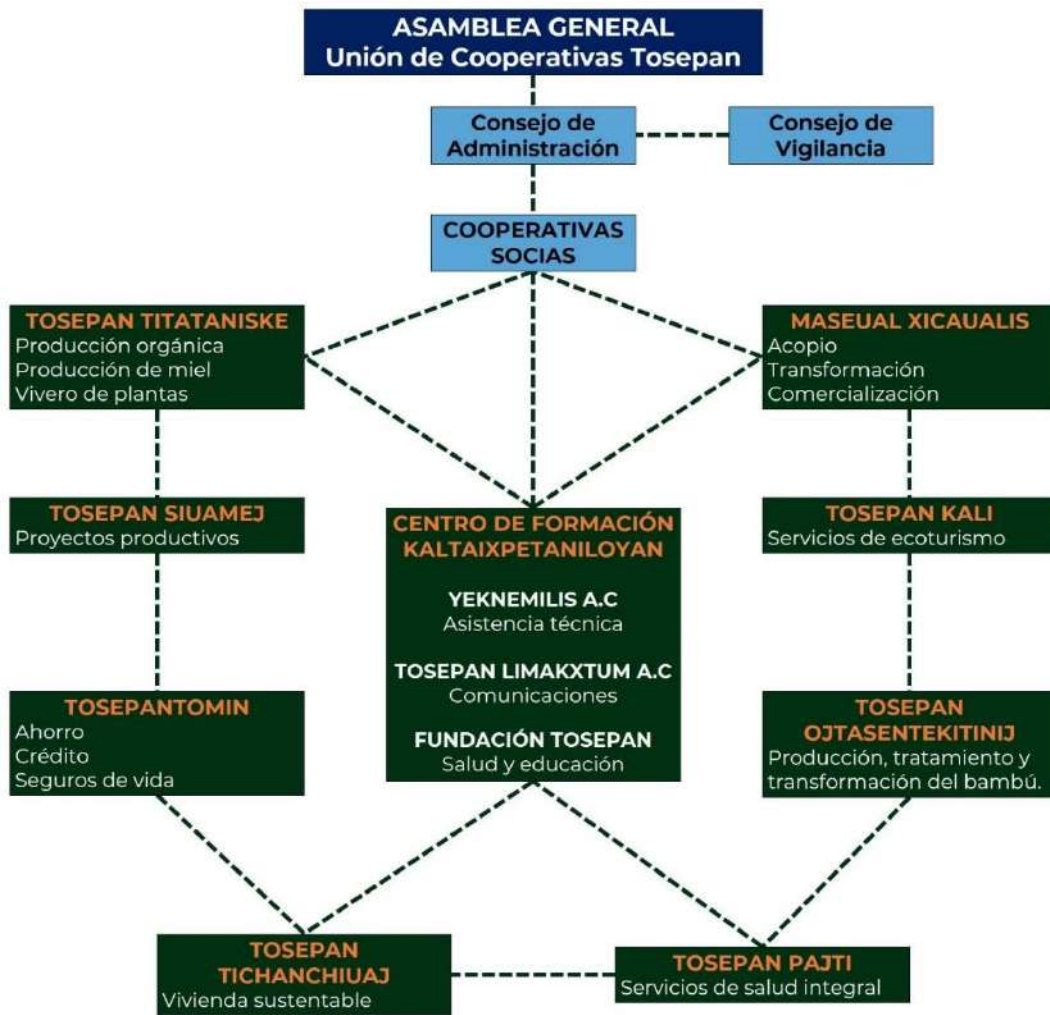 ASAMBLEA GENERAL
Unión de Cooperativas Tosepan
Consejo de
Administración
Consejo de
Vigilancia
COOPERATIVAS
SOCIAS
TOSEPAN TITATANISKE
Producción orgánica
Producción de miel
Vivero de plantas
MASEUAL XICAUALIS
Acopio
Transformación
Comercialización
TOSEPAN SIUAMEJ
Proyectos productivos
CENTRO DE FORMACIÓN
KALTAIXPETANILOYAN
YEKNEMILIS A.C
Asistencia técnica
TOSEPAN LIMAKXTUM A.C
Comunicaciones
FUNDACIÓN TOSEPAN
Salud y educación
TOSEPAN KALI
Servicios de ecoturismo
TOSEPANTOMIN
Ahorro
Crédito
Seguros de vida
TOSEPAN
OJTASENTEKITINIJ
Producción, tratamiento y
transformación del bambú.
TOSEPAN
TICHANCHIUAJ
Vivienda sustentable
TOSEPAN PAJTI
Servicios de salud integral